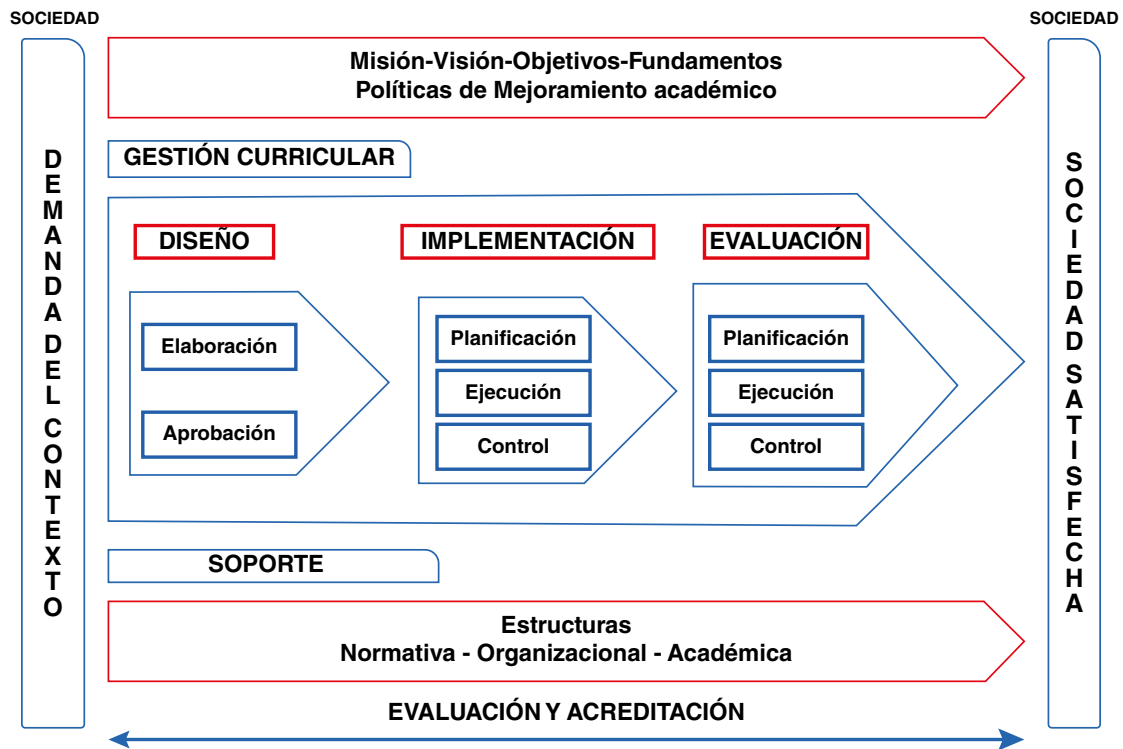 SOCIEDAD
SOCIEDAD
DEMANDA DEL CONTEXTO
Misión-Visión-Objetivos-Fundamentos
Políticas de Mejoramiento académico
GESTIÓN CURRICULAR
DISEÑO
IMPLEMENTACIÓN
EVALUACIÓN
Elaboración
Aprobación
Planificación
Ejecución
Control
Planificación
Ejecución
Control
SOPORTE
Estructuras
Normativa - Organizacional - Académica
EVALUACIÓN Y ACREDITACIÓN
SOCIEDAD SATISFECHA